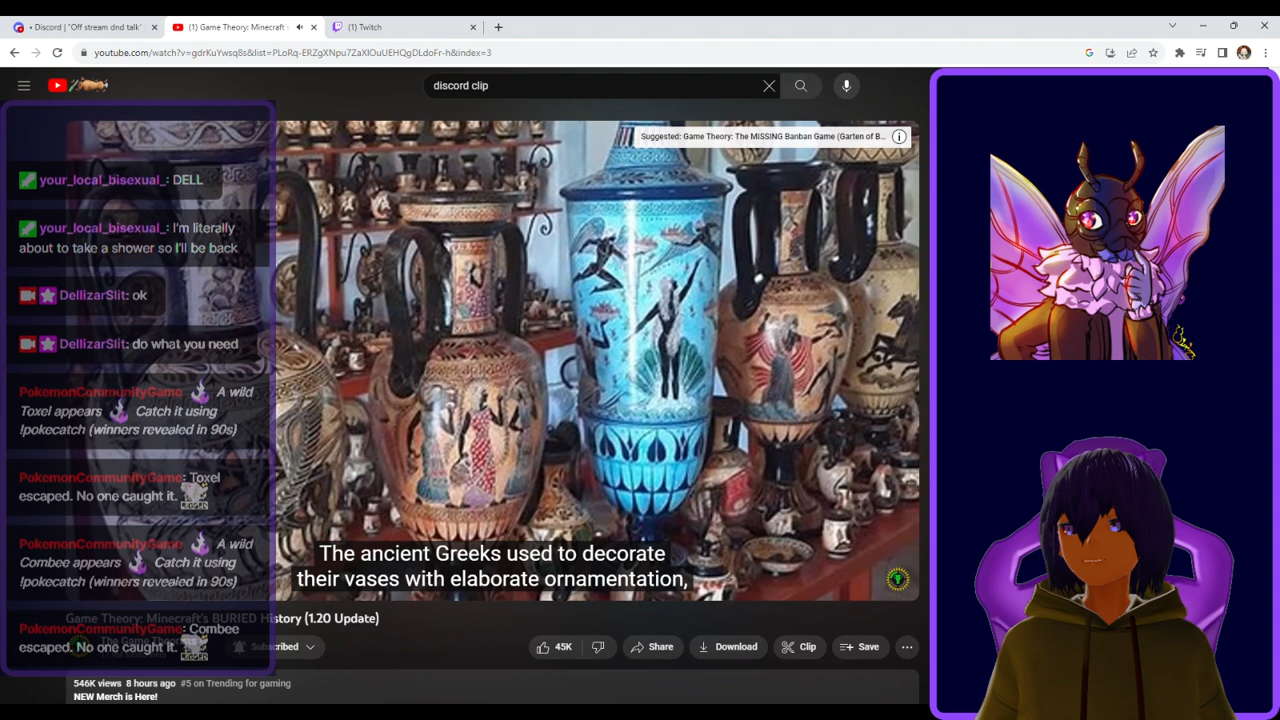 • Discord | "Off stream dnd talk"
(1) Game Theory: Minecraft's
(1) Twitch
youtube.com/watch?v=gdrKuYwsq8s&list=PLoRq-ERZgXNpu7ZaXIOuUEHQgDLdoFr-h&index=3
discord clip
Suggested: Game Theory: The MISSING Banban Game (Garten of B...
your_local_bisexual_: DELL
your_local_bisexual_: I'm literally
about to take a shower so I'll be back
DellizarSlit: ok
DellizarSlit: do what you need
PokemonCommunityGame A wild
Toxel appears Catch it using
!pokecatch (winners revealed in 90s)
PokemonCommunityGame: Toxel
escaped. No one caught it.
PokemonCommunityGame A wild
Combee appears Catch it using
!pokecatch (winners revealed in 90s)
PokemonCommunityGame: Combee
escaped. No one caught it.
The ancient Greeks used to decorate
their vases with elaborate ornamentation,
Game Theory: Minecraft's BURIED History (1.20 Update)
The Game Theorists
Subscribed
45K
Share
Download
Clip
Save
546K views 8 hours ago #5 on Trending for gaming
NEW Merch is Here!